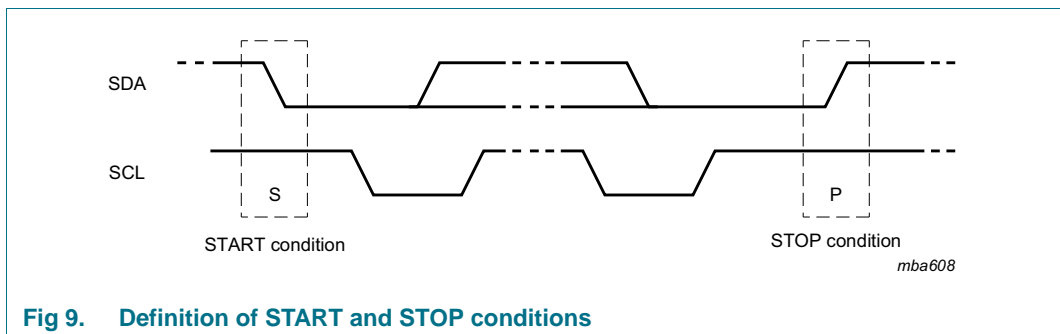 SDA
SCL
S
P
START condition
STOP condition
mba608
Fig 9. Definition of START and STOP conditions